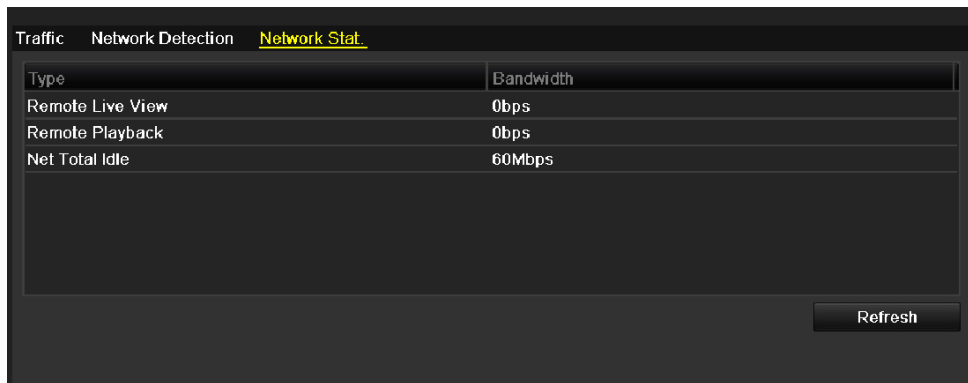 Traffic Network Detection Network Stat.
Type Bandwidth
Remote Live View 0bps
Remote Playback 0bps
Net Total Idle 60Mbps
Refresh